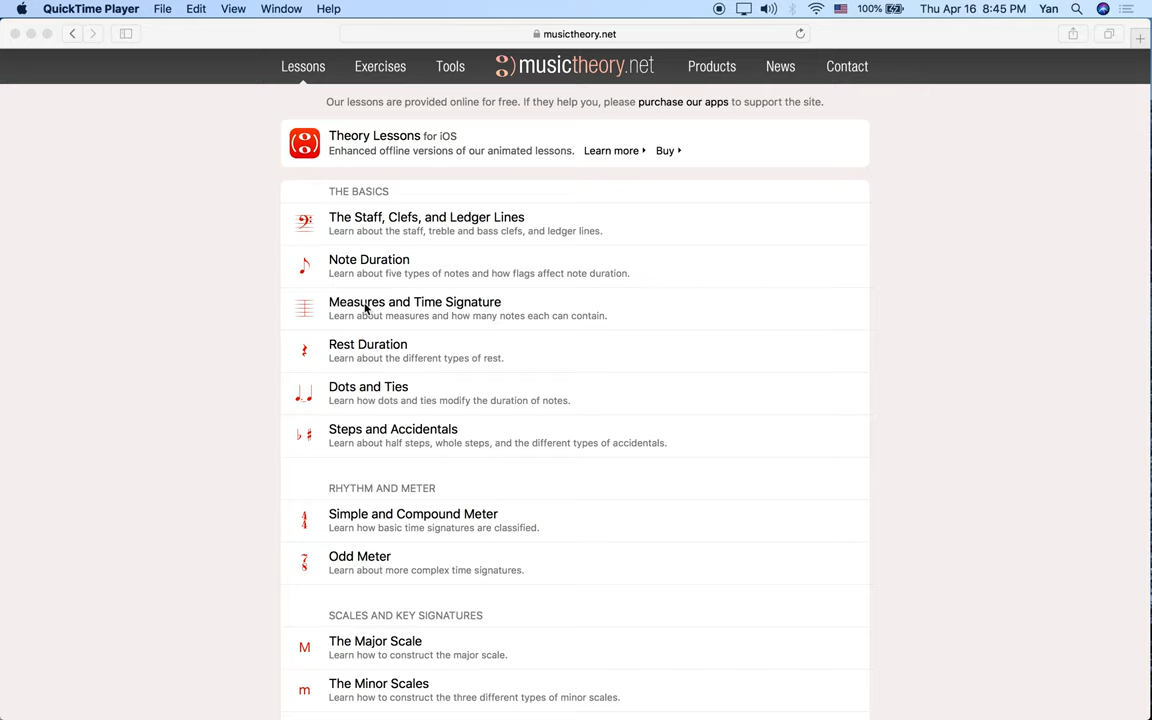 QuickTime Player File Edit View Window Help 100% Thu Apr 16 8:45 PM Yan
musictheory.net
Lessons Exercises Tools musictheory.net Products News Contact
Our lessons are provided online for free. If they help you, please purchase our apps to support the site.
Theory Lessons for iOS
Enhanced offline versions of our animated lessons. Learn more Buy
THE BASICS
The Staff, Clefs, and Ledger Lines
Learn about the staff, treble and bass clefs, and ledger lines.
Note Duration
Learn about five types of notes and how flags affect note duration.
Measures and Time Signature
Learn about measures and how many notes each can contain.
Rest Duration
Learn about the different types of rest.
Dots and Ties
Learn how dots and ties modify the duration of notes.
Steps and Accidentals
Learn about half steps, whole steps, and the different types of accidentals.
RHYTHM AND METER
4
4
Simple and Compound Meter
Learn how basic time signatures are classified.
7
8
Odd Meter
Learn about more complex time signatures.
SCALES AND KEY SIGNATURES
M The Major Scale
Learn how to construct the major scale.
m The Minor Scales
Learn how to construct the three different types of minor scales.